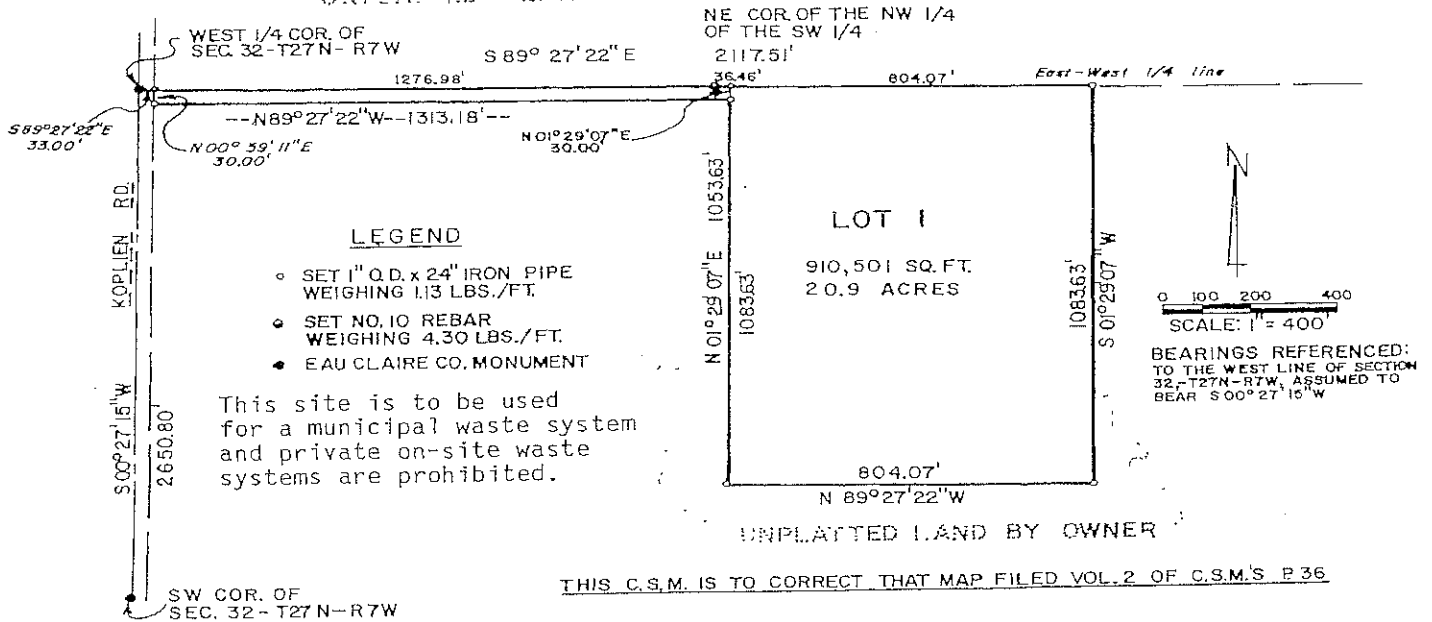 NE COR. OF THE NW 1/4
OF THE SW 1/4
WEST 1/4 COR. OF
SEC. 32-T27N-R7W
S 89° 27' 22" E
2117.51'
1276.98'
36.46'
804.07'
East-West 1/4 line
S 89° 27' 22" E
33.00'
N 00° 59' 11" E
30.00'
--N 89° 27' 22" W--1313.18'--
N 01° 29' 07" E
30.00'
KOPLIEN RD.
S 00° 27' 15" W
2650.80'
LEGEND
SET 1" O.D. x 24" IRON PIPE
WEIGHING 1.13 LBS./FT.
SET NO. 10 REBAR
WEIGHING 4.30 LBS./FT.
EAU CLAIRE CO. MONUMENT
This site is to be used
for a municipal waste system
and private on-site waste
systems are prohibited.
N 01° 29' 07" E
1053.63'
1083.63'
LOT 1
910,501 SQ. FT.
20.9 ACRES
1083.63'
S 01° 29' 07" W
804.07'
N 89° 27' 22" W
N
0 100 200 400
SCALE: 1" = 400'
BEARINGS REFERENCED:
TO THE WEST LINE OF SECTION
32,-T27N-R7W, ASSUMED TO
BEAR S 00° 27' 15" W
UNPLATTED LAND BY OWNER
THIS C.S.M. IS TO CORRECT THAT MAP FILED VOL. 2 OF C.S.M.'S P. 36
SW COR. OF
SEC. 32-T27N-R7W